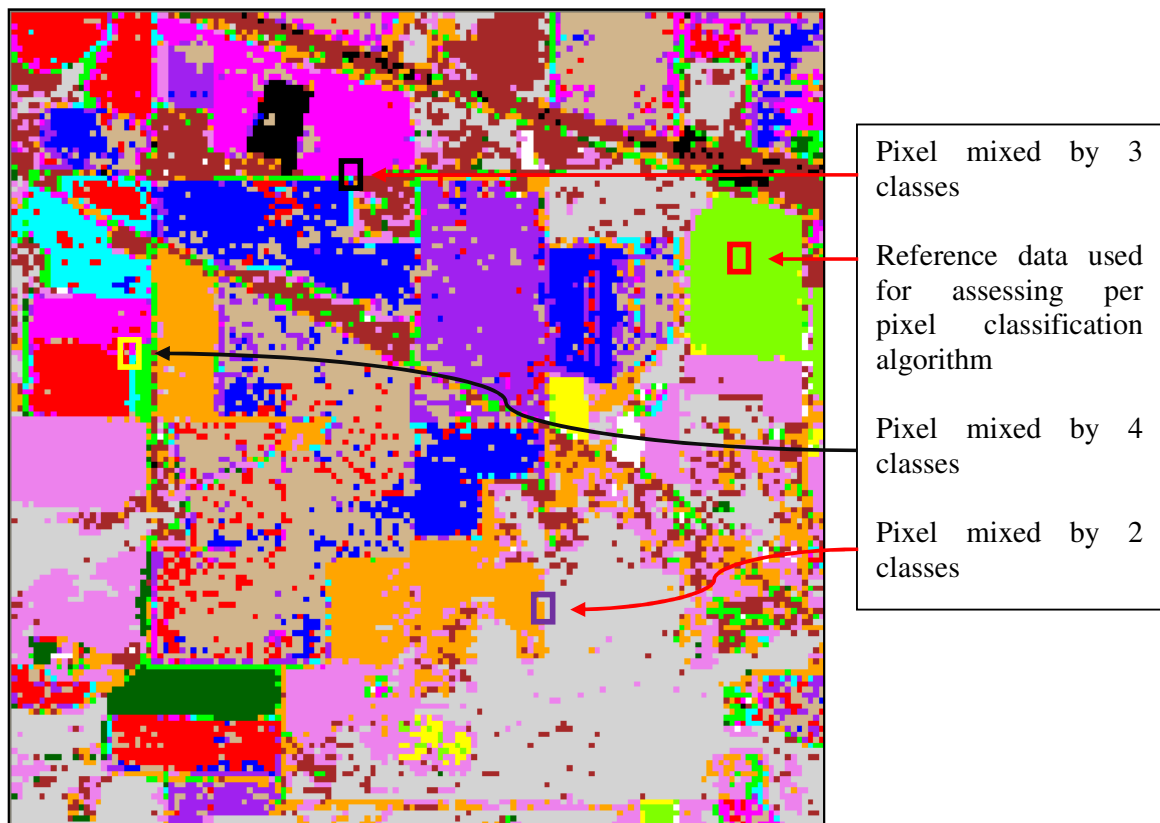 Pixel mixed by 3
classes
Reference data used
for assessing per
pixel classification
algorithm
Pixel mixed by 4
classes
Pixel mixed by 2
classes